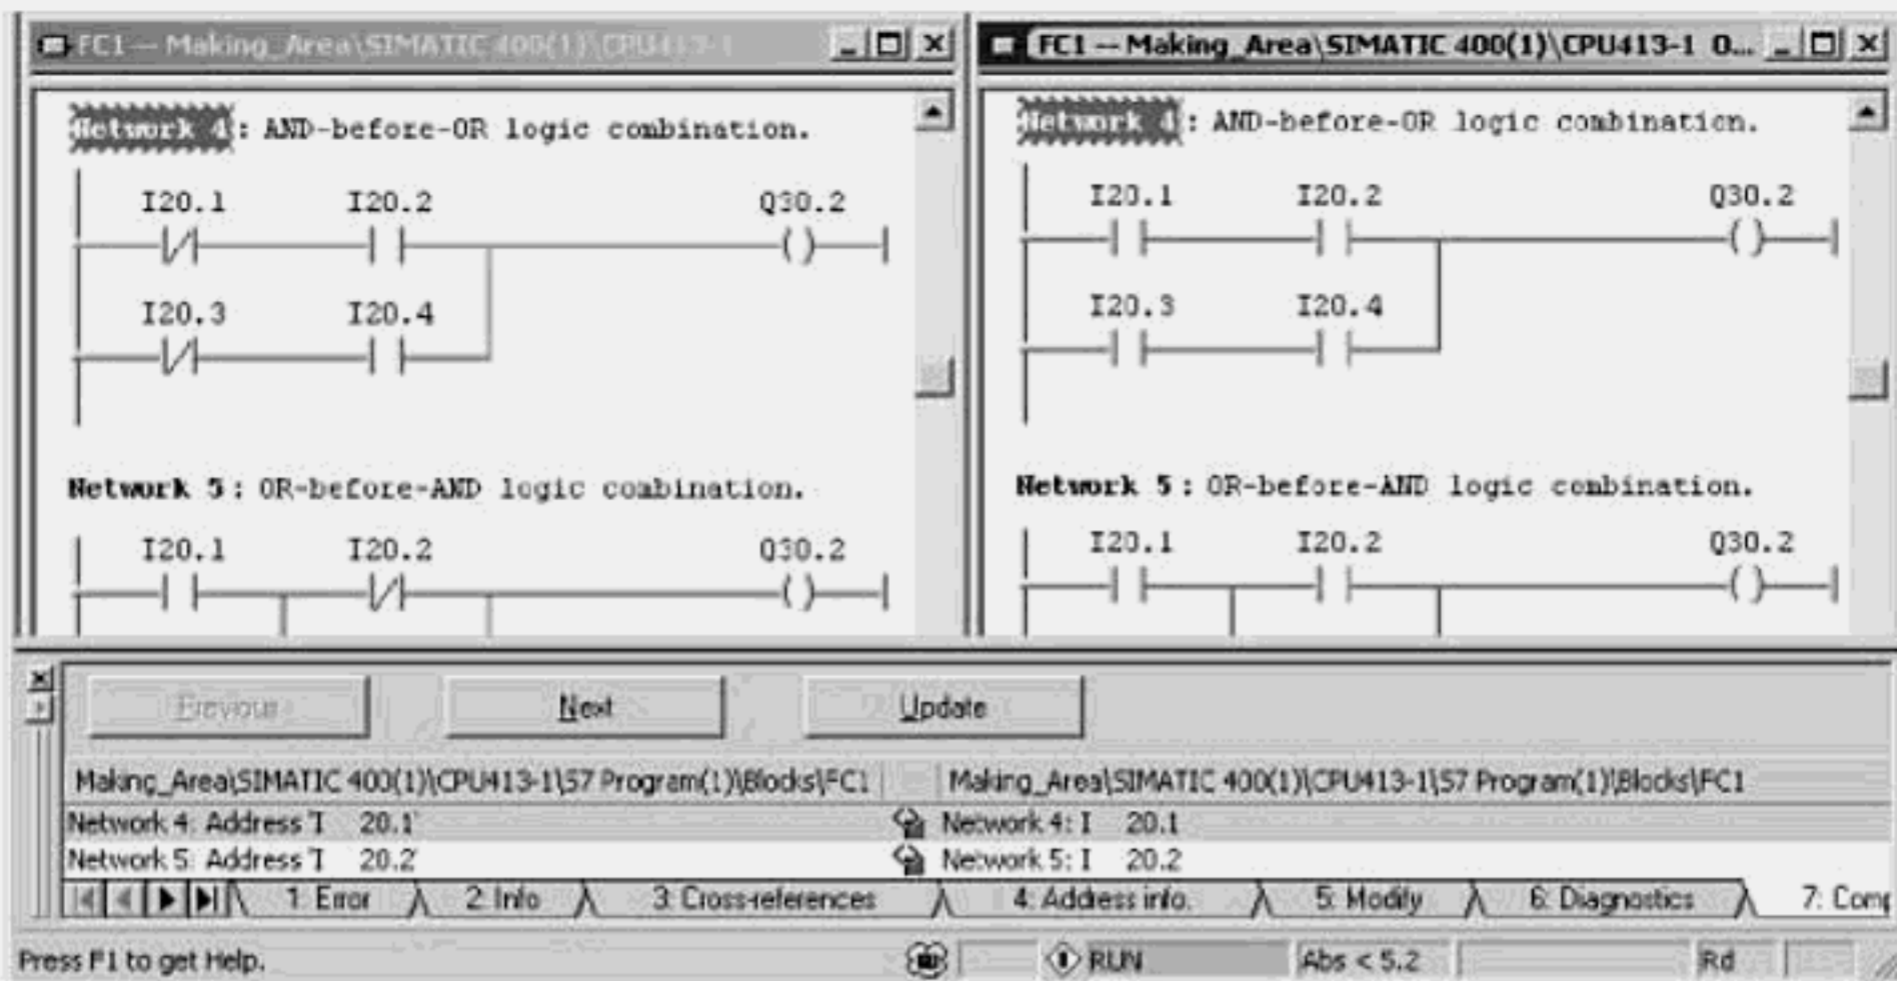 FC1 -- Making_Area\SIMATIC 400(1)\CPU413-1
FC1 -- Making_Area\SIMATIC 400(1)\CPU413-1 O...
Network 4: AND-before-OR logic combination.
I20.1 I20.2 Q30.2
I20.3 I20.4
Network 5: OR-before-AND logic combination.
I20.1 I20.2 Q30.2
Network 4: AND-before-OR logic combination.
I20.1 I20.2 Q30.2
I20.3 I20.4
Network 5: OR-before-AND logic combination.
I20.1 I20.2 Q30.2
Previous Next Update
Making_Area\SIMATIC 400(1)\CPU413-1\S7 Program(1)\Blocks\FC1 Making_Area\SIMATIC 400(1)\CPU413-1\S7 Program(1)\Blocks\FC1
Network 4: Address 'I 20.1' Network 4: I 20.1
Network 5: Address 'I 20.2' Network 5: I 20.2
1: Error 2: Info 3: Cross-references 4: Address info. 5: Modify 6: Diagnostics 7: Comp
Press F1 to get Help. RUN Abs < 5.2 Rd